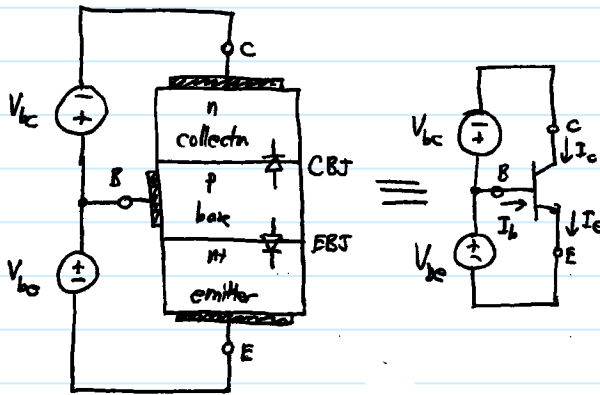 C
n
collectn
CBJ
p
base
EBJ
n+
emitter
E
B
Vbc
−
+
Vbe
+
−
≡
Vbc
−
+
C
↓Ic
B
Ib
→
↓Ie
E
Vbe
+
−